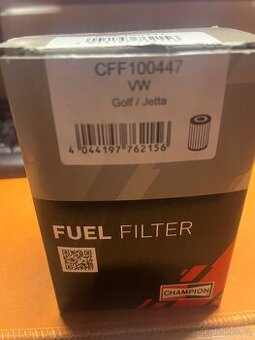 CFF100447
VW
Golf / Jetta
4 044197 762156
FUEL FILTER
CHAMPION